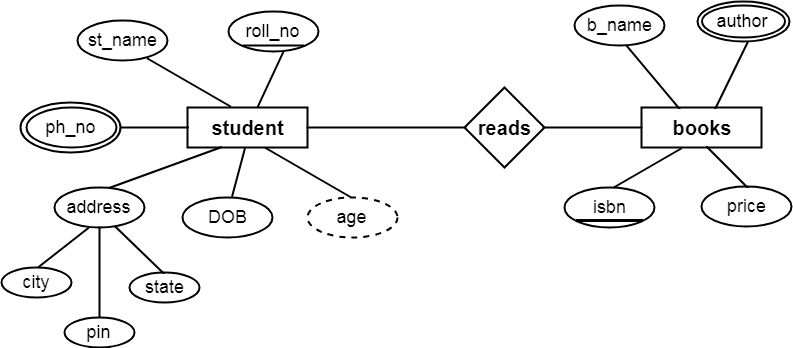 st_name
roll_no
b_name
author
ph_no
student
reads
books
address
DOB
age
isbn
price
city
state
pin